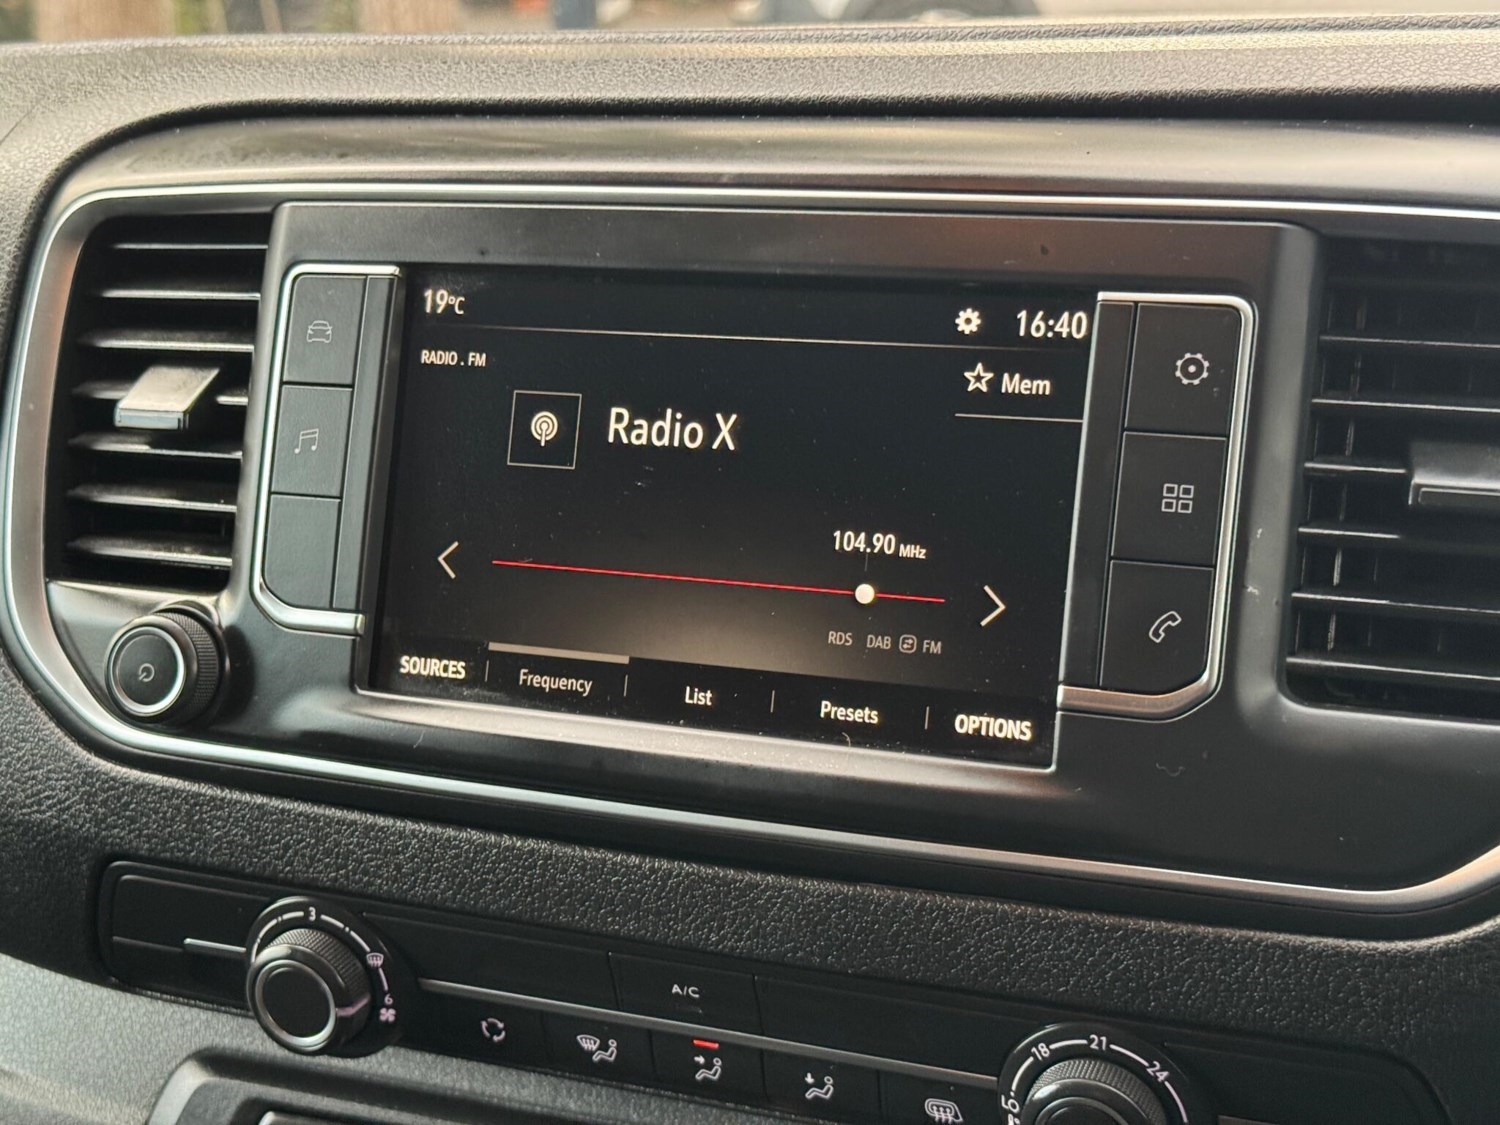 19°C
16:40
RADIO . FM
Mem
Radio X
104.90 MHz
RDS DAB FM
SOURCES Frequency List Presets OPTIONS
3
6
A/C
18 21 24